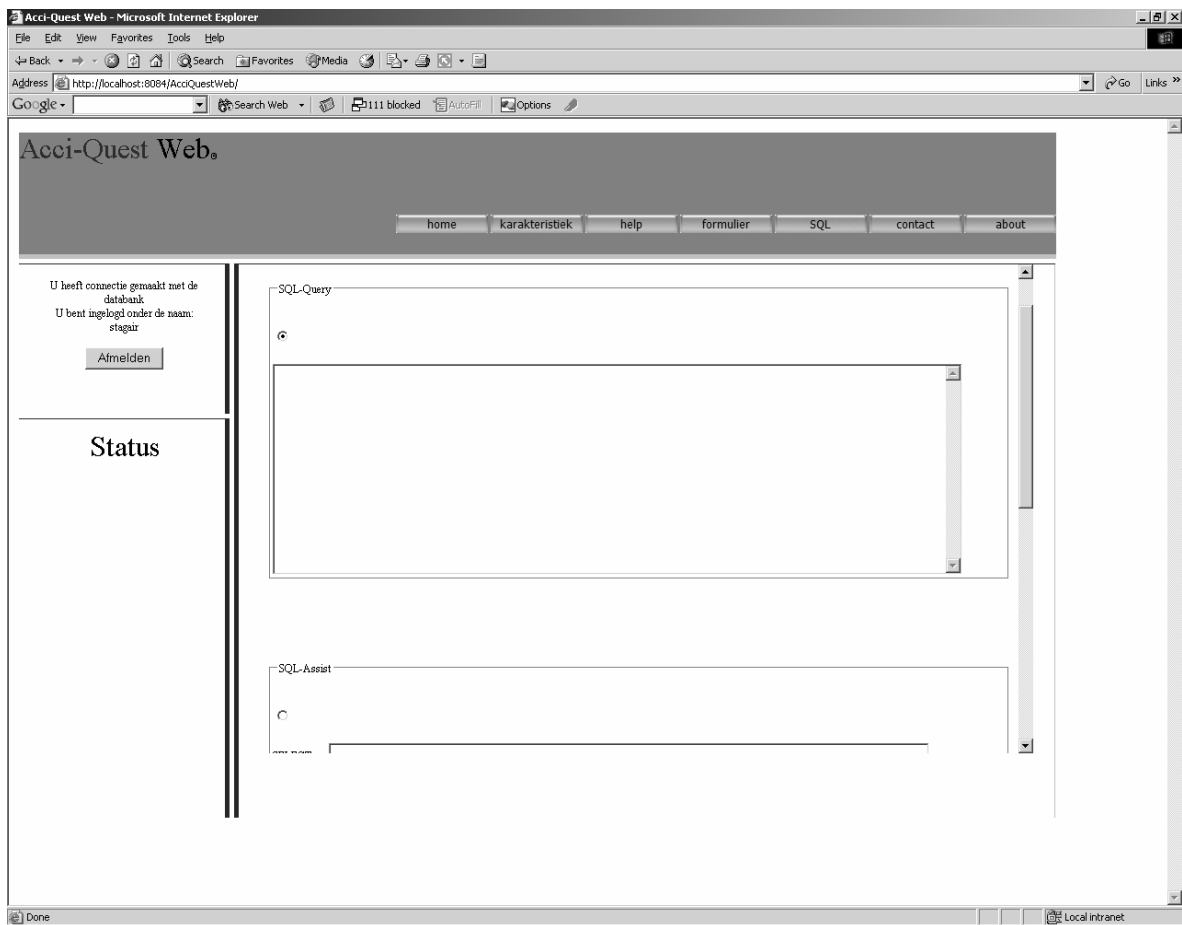 Acci-Quest Web - Microsoft Internet Explorer
File Edit View Favorites Tools Help
Back Search Favorites Media
Address http://localhost:8084/AcciQuestWeb/ Go Links »
Google Search Web 111 blocked AutoFill Options
Acci-Quest Web®
home karakteristiek help formulier SQL contact about
U heeft connectie gemaakt met de
databank
U bent ingelogd onder de naam:
stagair
Afmelden
Status
SQL-Query
SQL-Assist
SELECT
Done Local intranet